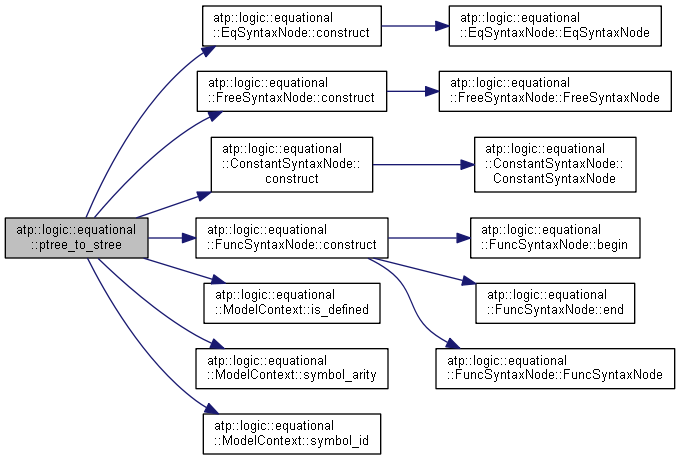 atp::logic::equational
::EqSyntaxNode::construct
atp::logic::equational
::EqSyntaxNode::EqSyntaxNode
atp::logic::equational
::FreeSyntaxNode::construct
atp::logic::equational
::FreeSyntaxNode::FreeSyntaxNode
atp::logic::equational
::ConstantSyntaxNode::
construct
atp::logic::equational
::ConstantSyntaxNode::
ConstantSyntaxNode
atp::logic::equational
::ptree_to_stree
atp::logic::equational
::FuncSyntaxNode::construct
atp::logic::equational
::FuncSyntaxNode::begin
atp::logic::equational
::ModelContext::is_defined
atp::logic::equational
::FuncSyntaxNode::end
atp::logic::equational
::ModelContext::symbol_arity
atp::logic::equational
::FuncSyntaxNode::FuncSyntaxNode
atp::logic::equational
::ModelContext::symbol_id